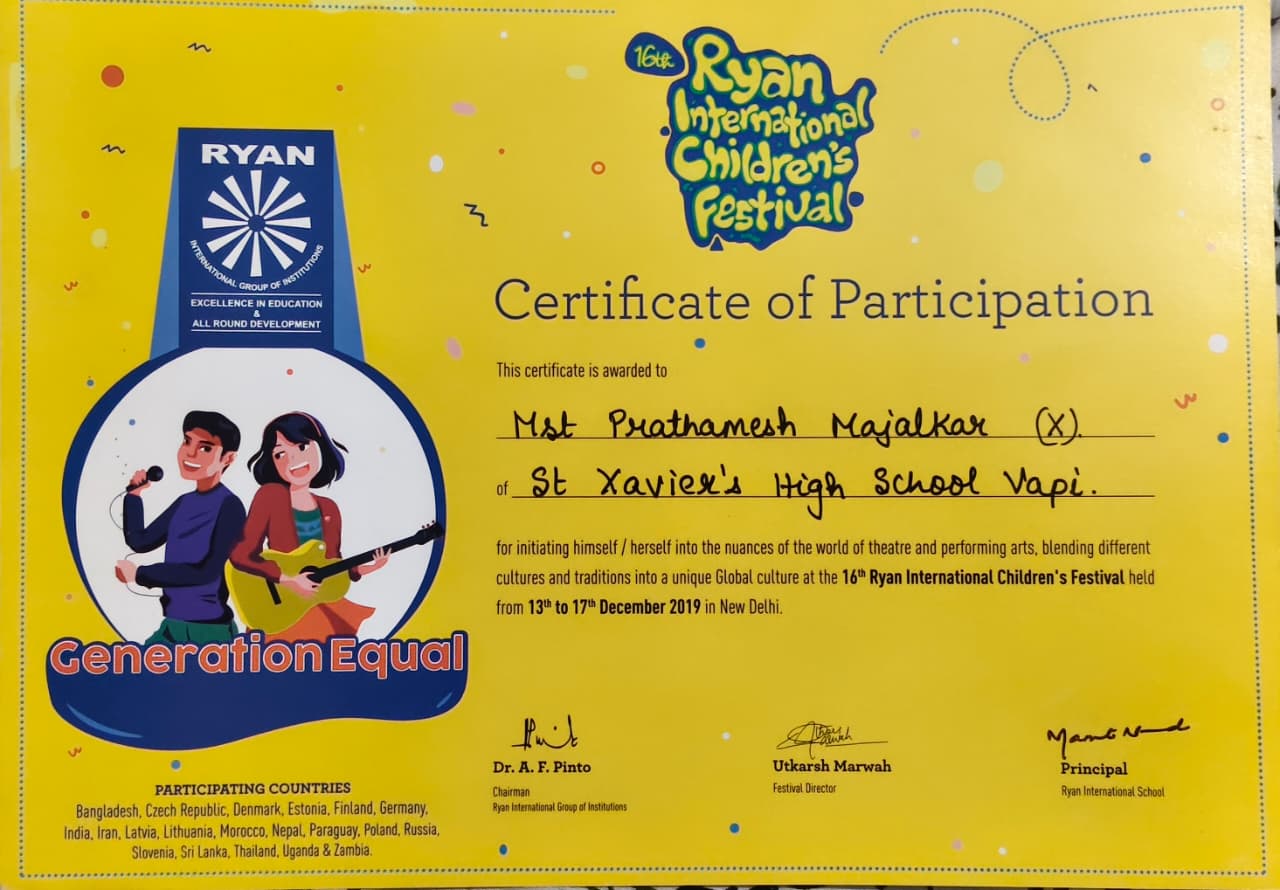 16th
Ryan
International
Children's
Festival
RYAN
INTERNATIONAL GROUP OF INSTITUTIONS
EXCELLENCE IN EDUCATION
&
ALL ROUND DEVELOPMENT
Certificate of Participation
This certificate is awarded to
Mst Prathamesh Majalkar (X).
of St Xavier's High School Vapi.
for initiating himself / herself into the nuances of the world of theatre and performing arts, blending different
cultures and traditions into a unique Global culture at the 16th Ryan International Children's Festival held
from 13th to 17th December 2019 in New Delhi.
Generation Equal
Dr. A. F. Pinto
Chairman
Ryan International Group of Institutions
Utkarsh Marwah
Festival Director
Principal
Ryan International School
PARTICIPATING COUNTRIES
Bangladesh, Czech Republic, Denmark, Estonia, Finland, Germany,
India, Iran, Latvia, Lithuania, Morocco, Nepal, Paraguay, Poland, Russia,
Slovenia, Sri Lanka, Thailand, Uganda & Zambia.